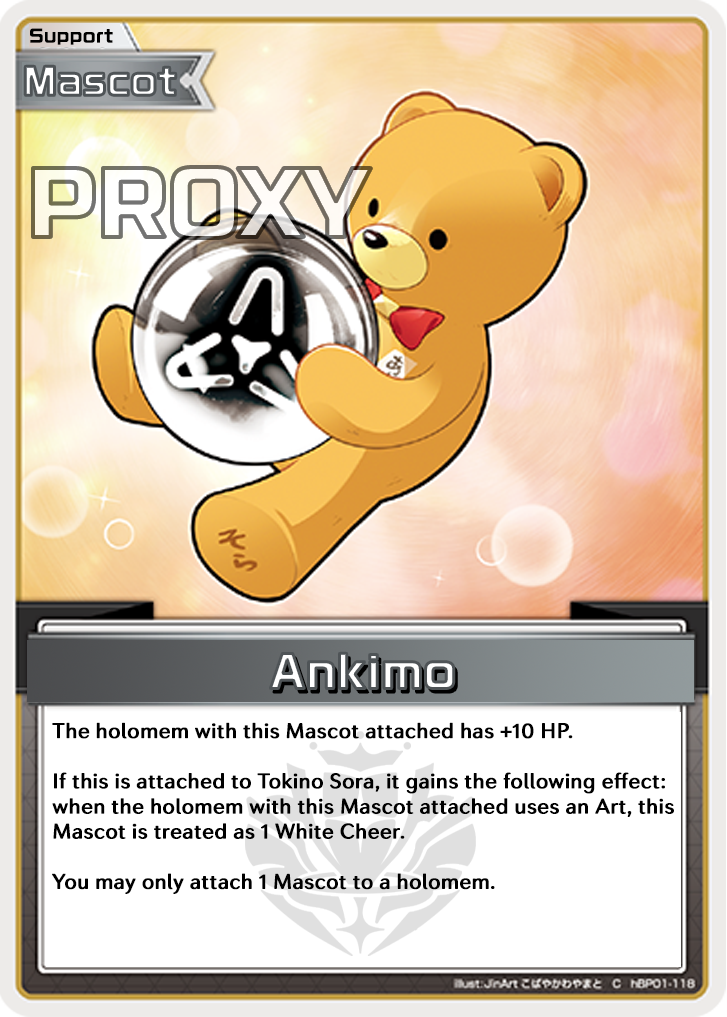 Support
Mascot
PROXY
そら
Ankimo
The holomem with this Mascot attached has +10 HP.
If this is attached to Tokino Sora, it gains the following effect:
when the holomem with this Mascot attached uses an Art, this
Mascot is treated as 1 White Cheer.
You may only attach 1 Mascot to a holomem.
illust:JinArt こばやかわやまと C hBP01-118